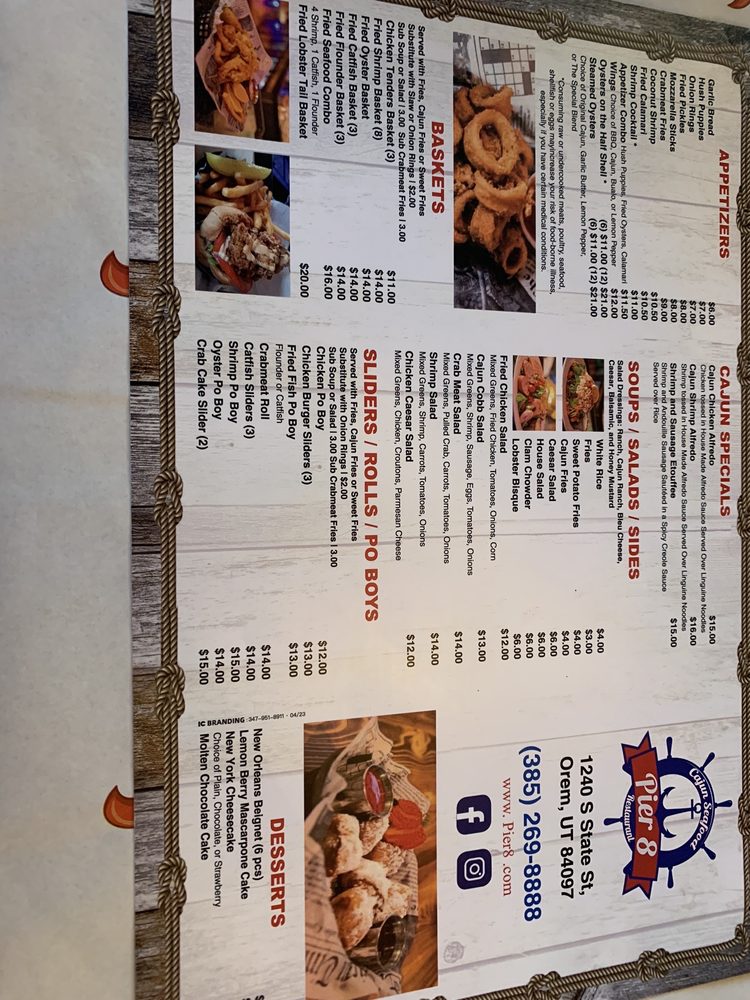 APPETIZERS
Garlic Bread $6.00
Hush Puppies $7.00
Onion Rings $7.00
Fried Pickles $8.00
Mozzarella Sticks $8.00
Crabmeat Fries $9.00
Coconut Shrimp $10.50
Fried Calamari $10.50
Shrimp Cocktail * $11.00
Appetizer Combo Hush Puppies, Fried Oysters, Calamari $11.50
Wings Choice of BBQ, Cajun, Bualo, or Lemon Pepper $12.00
Oysters on the Half Shell * (6) $11.00 (12) $21.00
Steamed Oysters (6) $11.00 (12) $21.00
Choice of Original Cajun, Garlic Butter, Lemon Pepper,
or The Special Blend
*Consuming raw or undercooked meats, poultry, seafood,
shellfish or eggs mayincrease your risk of food-borne illness,
especially if you have certain medical conditions.
BASKETS
Served with Fries, Cajun Fries or Sweet Fries
Substitute with Slaw or Onion Rings | $2.00
Sub Soup or Salad | 3.00 Sub Crabmeat Fries | 3.00
Chicken Tenders Basket (3) $11.00
Fried Shrimp Basket (8) $14.00
Fried Oyster Basket $14.00
Fried Catfish Basket (3) $14.00
Fried Flounder Basket (3) $14.00
Fried Seafood Combo $16.00
4 Shrimp, 1 Catfish, 1 Flounder
Fried Lobster Tail Basket $20.00
CAJUN SPECIALS
Cajun Chicken Alfredo $15.00
Chicken tossed in House Made Alfredo Sauce Served Over Linguine Noodles
Cajun Shrimp Alfredo $16.00
Shrimp tossed in House Made Alfredo Sauce Served Over Linguine Noodles
Shrimp and Sausage Etouffee $15.00
Shrimp and Andouille Sausage Sautéed in a Spicy Creole Sauce
Served over Rice
SOUPS / SALADS / SIDES
Salad Dressings: Ranch, Cajun Ranch, Bleu Cheese,
Caesar, Balsamic, and Honey Mustard
White Rice $4.00
Fries $3.00
Sweet Potato Fries $4.00
Cajun Fries $4.00
Caesar Salad $6.00
House Salad $6.00
Clam Chowder $6.00
Lobster Bisque $6.00
Fried Chicken Salad $12.00
Mixed Greens, Fried Chicken, Tomatoes, Onions, Corn
Cajun Cobb Salad $13.00
Mixed Greens, Shrimp, Sausage, Eggs, Tomatoes, Onions
Crab Meat Salad $14.00
Mixed Greens, Pulled Crab, Carrots, Tomatoes, Onions
Shrimp Salad $14.00
Mixed Greens, Shrimp, Carrots, Tomatoes, Onions
Chicken Caesar Salad $12.00
Mixed Greens, Chicken, Croutons, Parmesan Cheese
SLIDERS / ROLLS / PO BOYS
Served with Fries, Cajun Fries or Sweet Fries
Substitute with Onion Rings | $2.00
Sub Soup or Salad | 3.00 Sub Crabmeat Fries | 3.00
Chicken Po Boy $12.00
Chicken Burger Sliders (3) $13.00
Fried Fish Po Boy $13.00
Flounder or Catfish
Crabmeat Roll $14.00
Catfish Sliders (3) $14.00
Shrimp Po Boy $15.00
Oyster Po Boy $14.00
Crab Cake Slider (2) $15.00
Cajun Seafood
Pier 8
Restaurant
1240 S State St,
Orem, UT 84097
(385) 269-8888
www.Pier8.com
DESSERTS
New Orleans Beignet (6 pcs)
Lemon Berry Mascarpone Cake
New York Cheesecake
Choice of Plain, Chocolate, or Strawberry
Molten Chocolate Cake
IC BRANDING · 347-951-8911 · 04/23